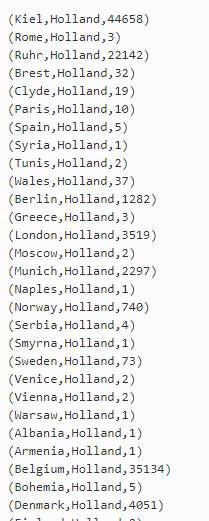 (Kiel,Holland,44658)
(Rome,Holland,3)
(Ruhr,Holland,22142)
(Brest,Holland,32)
(Clyde,Holland,19)
(Paris,Holland,10)
(Spain,Holland,5)
(Syria,Holland,1)
(Tunis,Holland,2)
(Wales,Holland,37)
(Berlin,Holland,1282)
(Greece,Holland,3)
(London,Holland,3519)
(Moscow,Holland,2)
(Munich,Holland,2297)
(Naples,Holland,1)
(Norway,Holland,740)
(Serbia,Holland,4)
(Smyrna,Holland,1)
(Sweden,Holland,73)
(Venice,Holland,2)
(Vienna,Holland,2)
(Warsaw,Holland,1)
(Albania,Holland,1)
(Armenia,Holland,1)
(Belgium,Holland,35134)
(Bohemia,Holland,5)
(Denmark,Holland,4051)